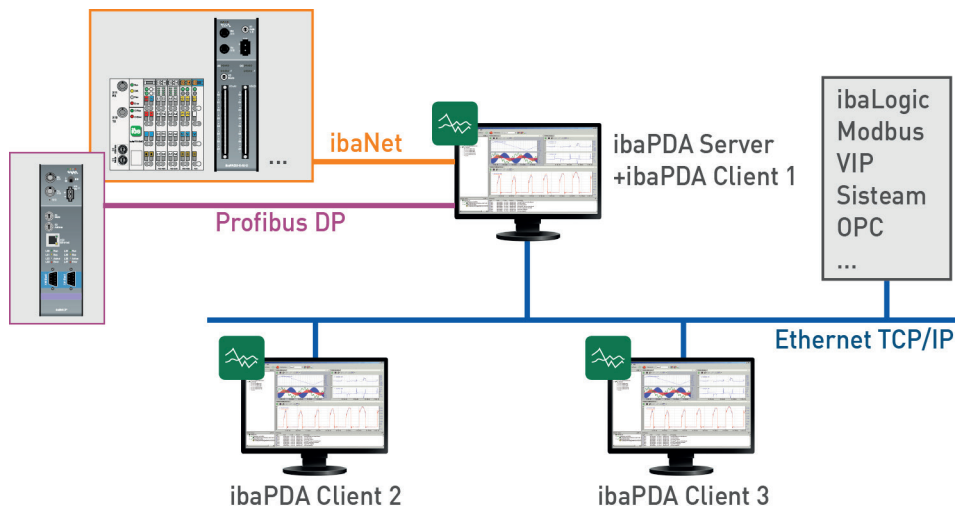 ibaNet
Profibus DP
ibaPDA Server
+ibaPDA Client 1
ibaLogic
Modbus
VIP
Sisteam
OPC
...
Ethernet TCP/IP
ibaPDA Client 2
ibaPDA Client 3